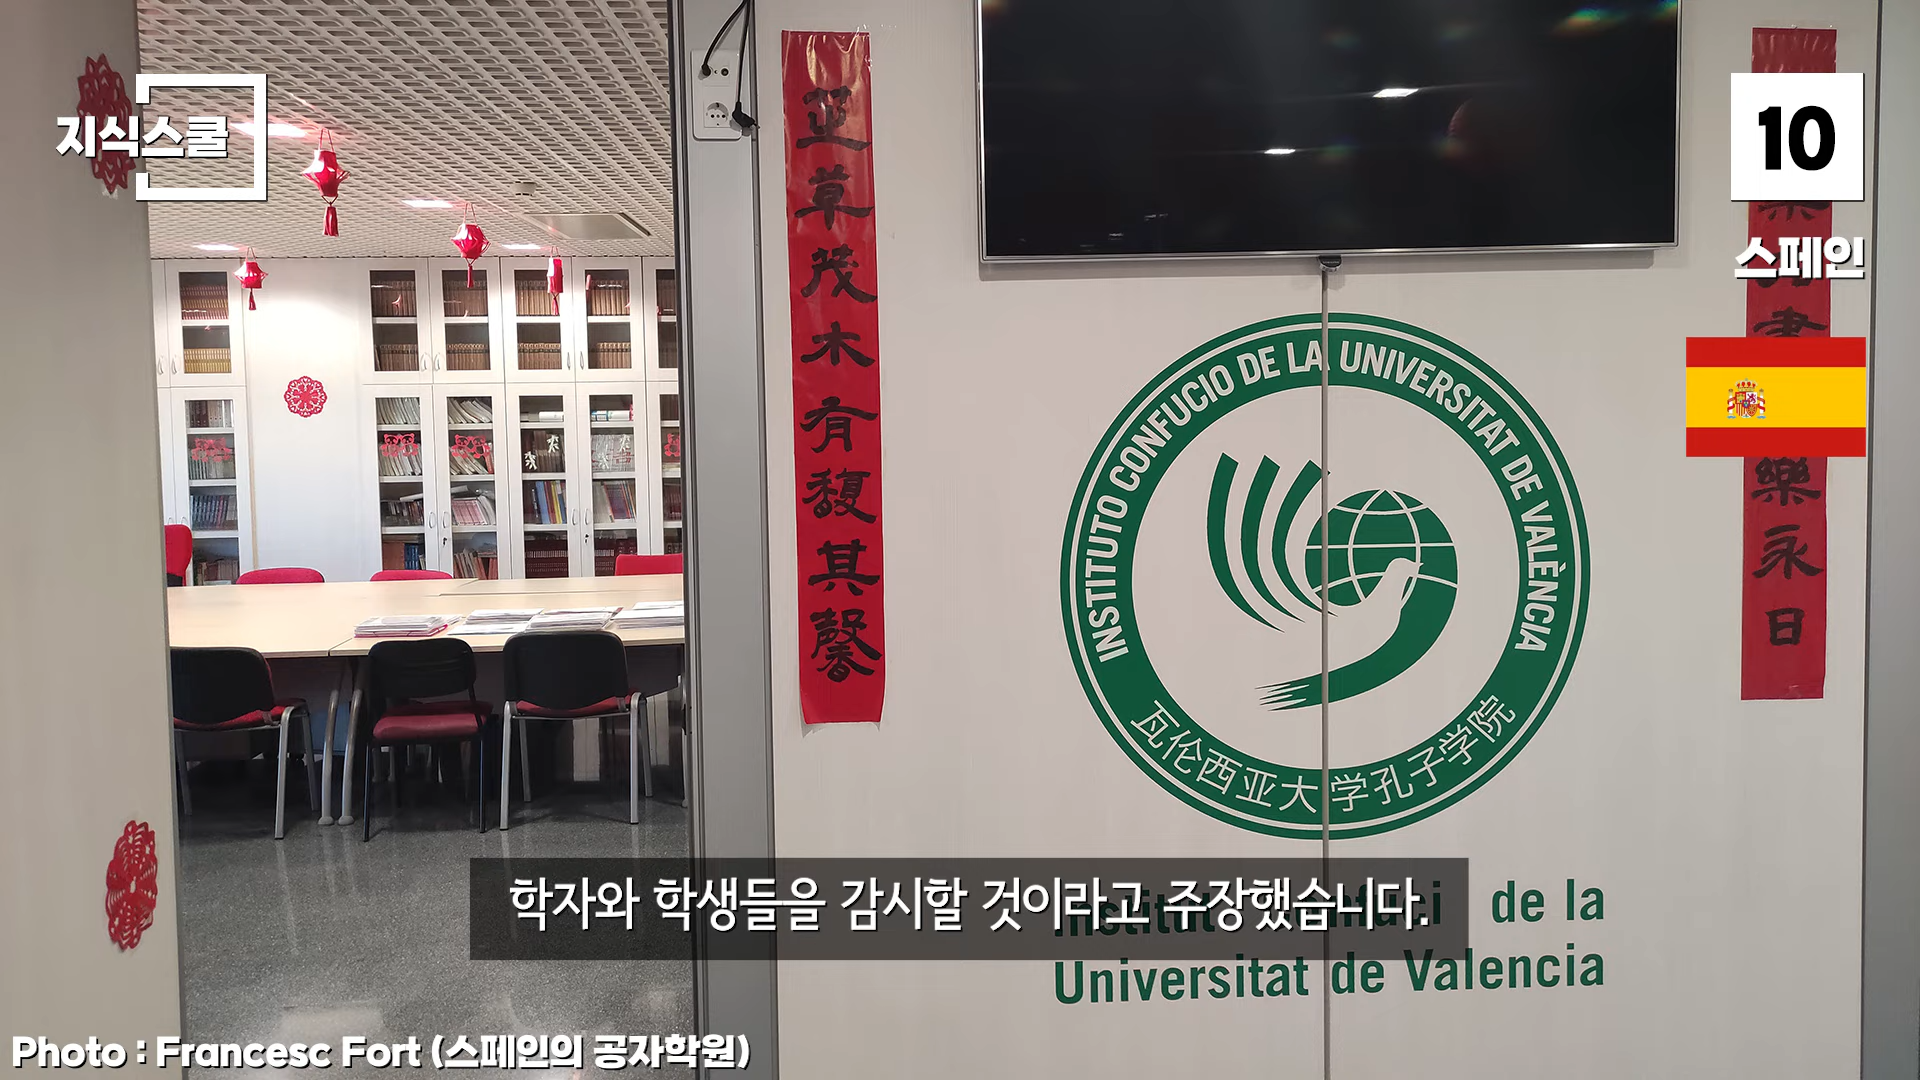 지식스쿨
10
스페인
芝草茂木有馥其馨
書
樂永日
INSTITUTO CONFUCIO DE LA UNIVERSITAT DE VALÈNCIA
瓦伦西亚大学孔子学院
de la
Universitat de Valencia
학자와 학생들을 감시할 것이라고 주장했습니다.
Photo : Francesc Fort (스페인의 공자학원)